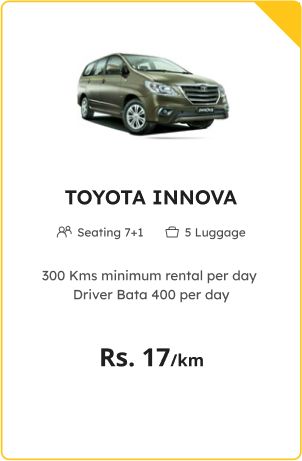 TOYOTA INNOVA
Seating 7+1 5 Luggage
300 Kms minimum rental per day
Driver Bata 400 per day
Rs. 17/km